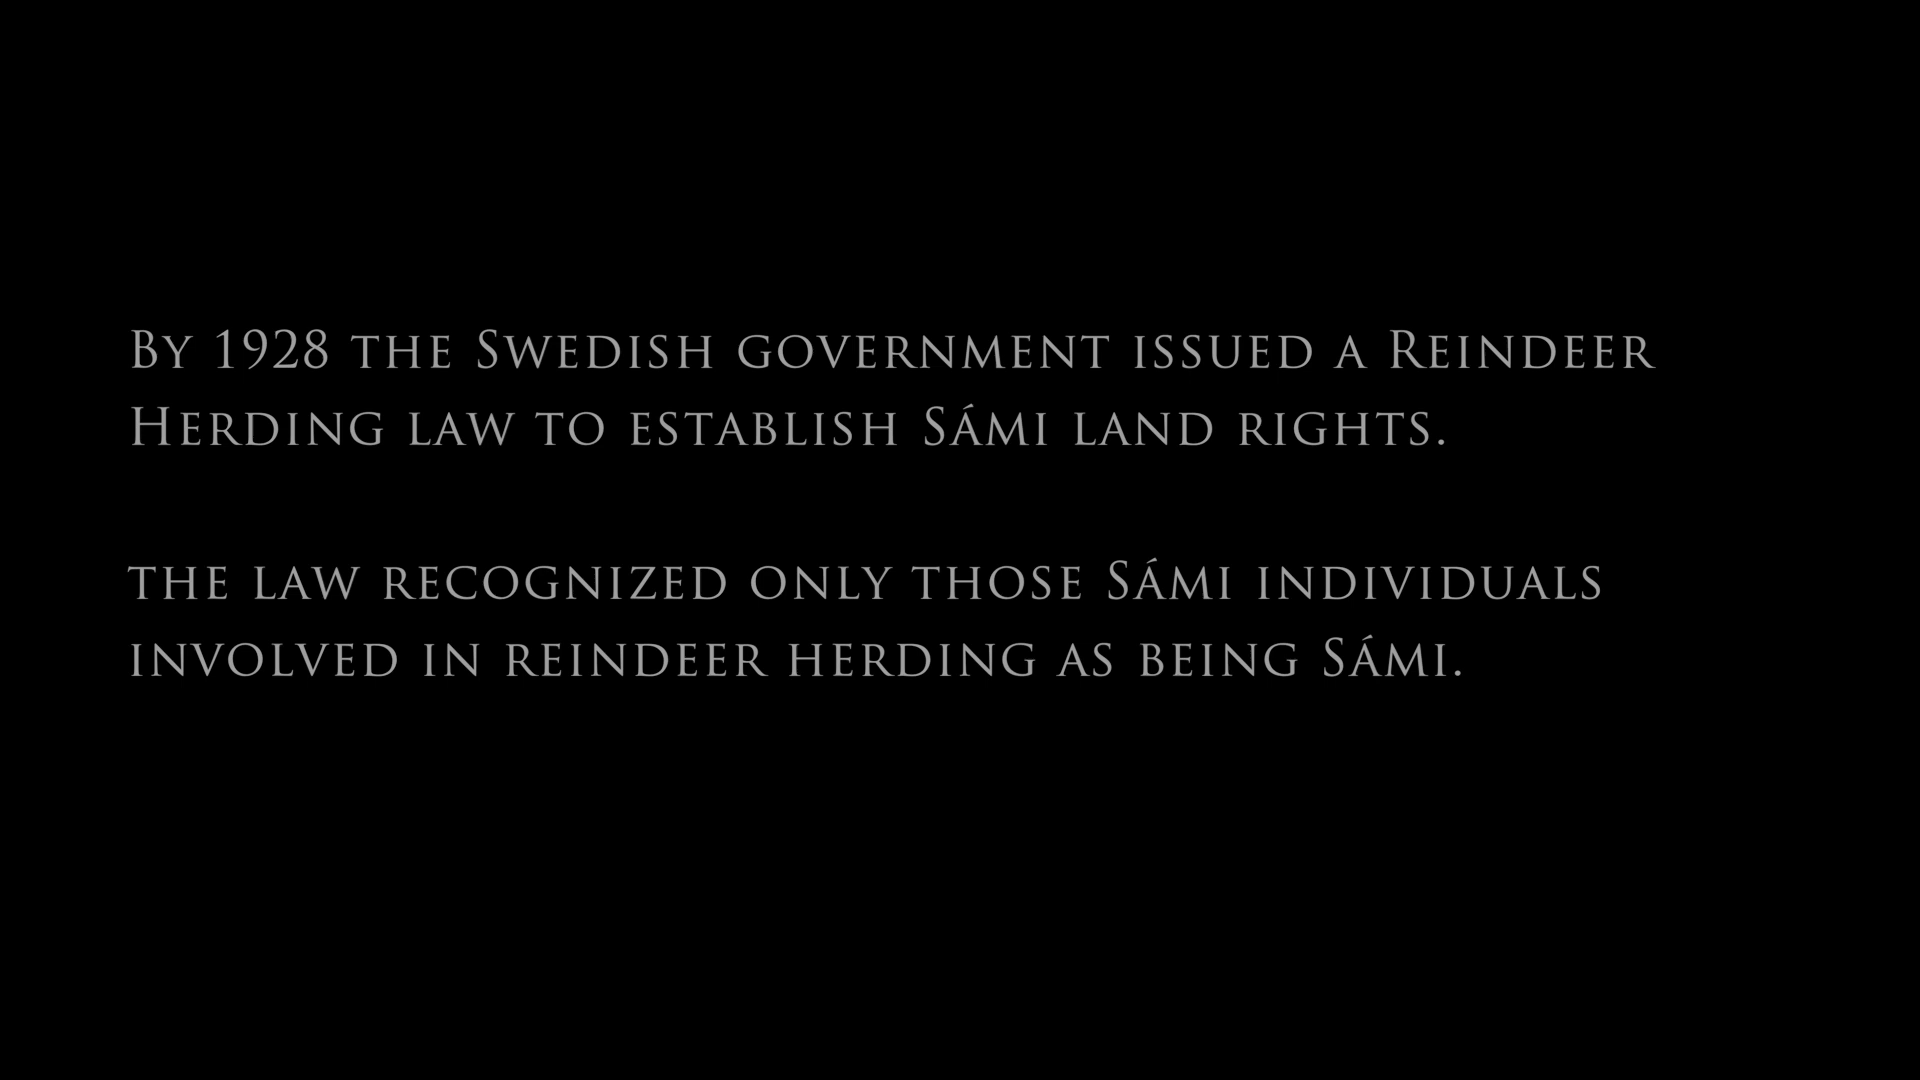 By 1928 the Swedish government issued a Reindeer
Herding law to establish Sámi land rights.
the law recognized only those Sámi individuals
involved in reindeer herding as being Sámi.